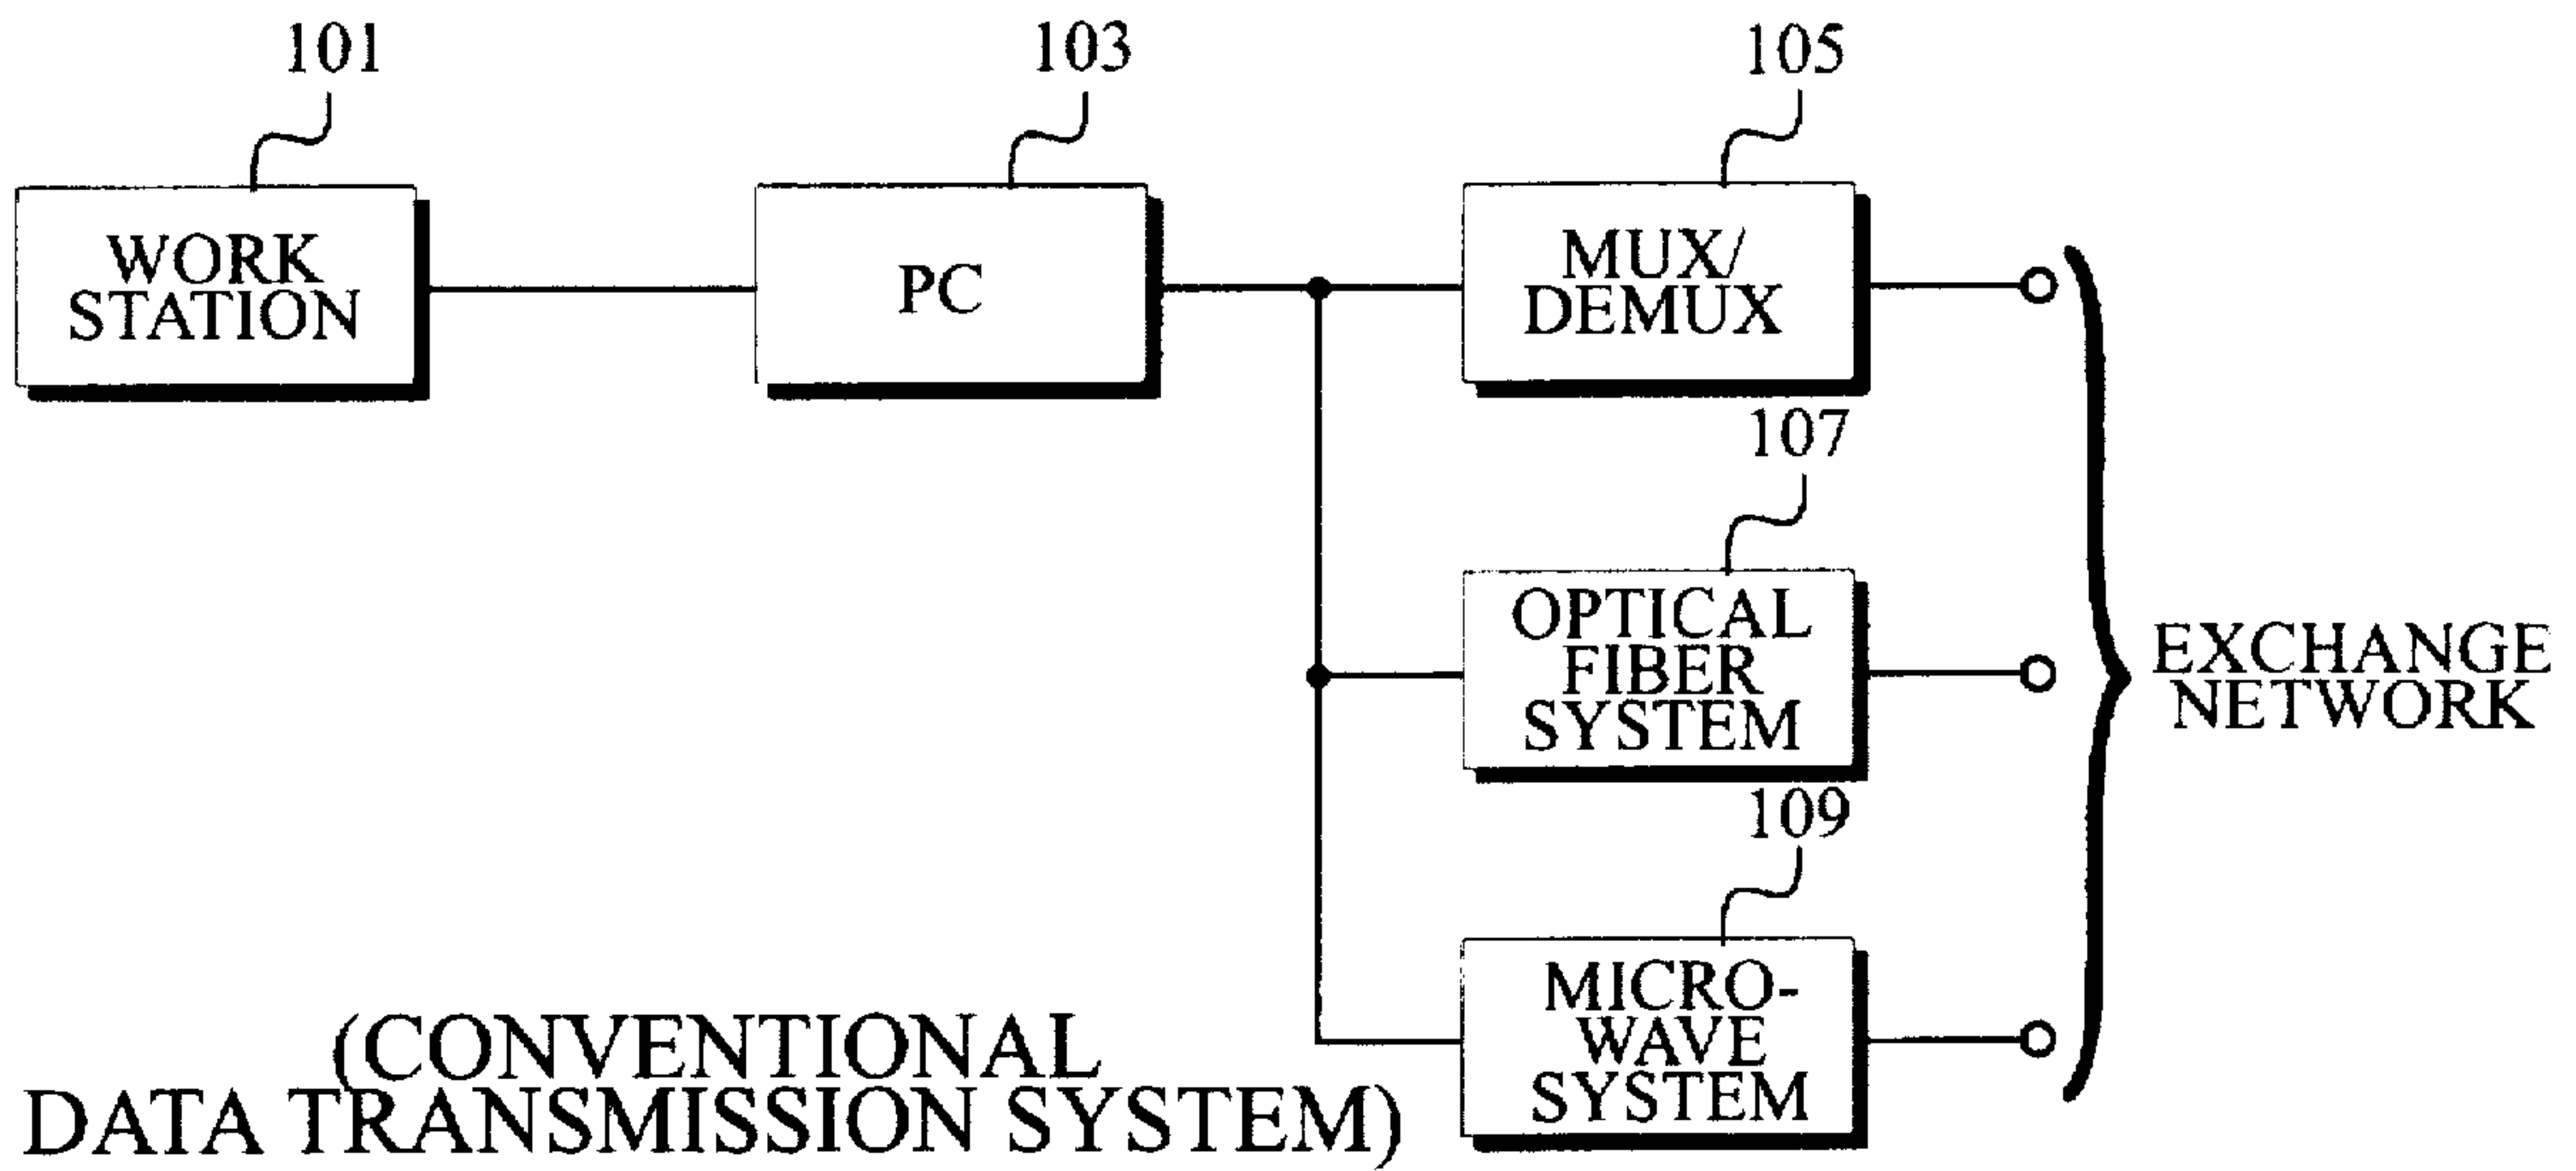 101
103
105
WORK
STATION
PC
MUX/
DEMUX
107
OPTICAL
FIBER
SYSTEM
EXCHANGE
NETWORK
109
MICRO-
WAVE
SYSTEM
(CONVENTIONAL
DATA TRANSMISSION SYSTEM)